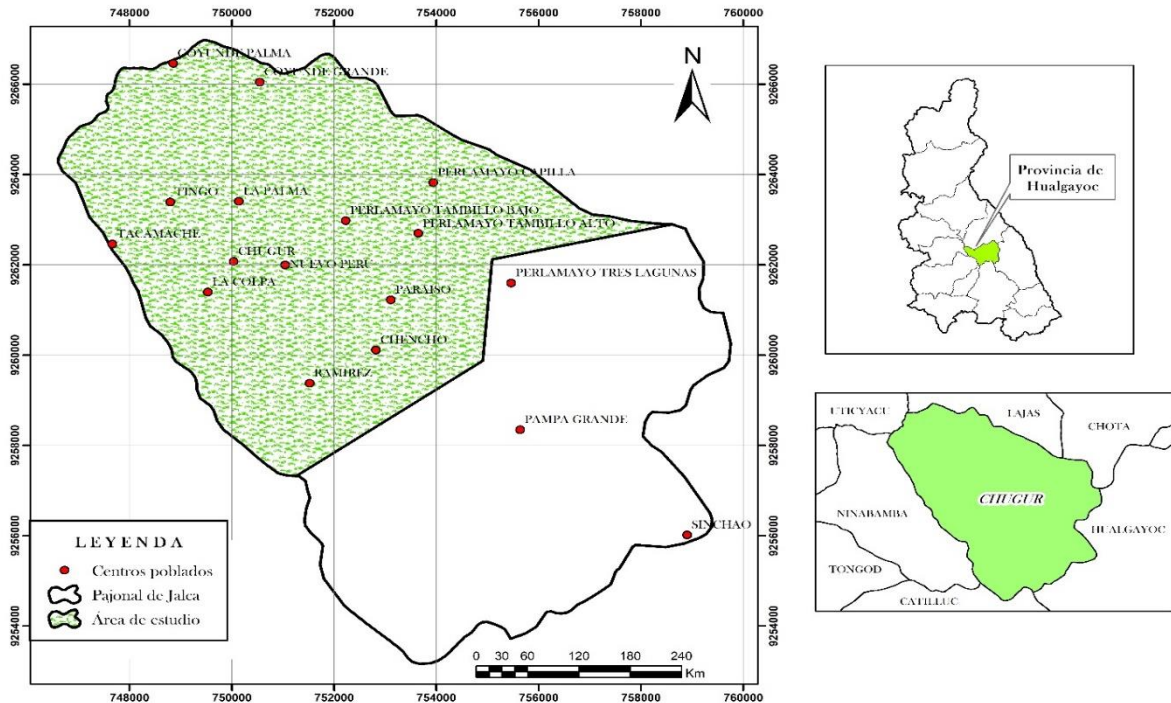 748000 750000 752000 754000 756000 758000 760000
9266000
9264000
9262000
9260000
9258000
9256000
9254000
N
COYUNDE PALMA
COYUNDE GRANDE
PERLAMAYO CAPILLA
TINGO
LA PALMA
PERLAMAYO TAMBILLO BAJO
PERLAMAYO TAMBILLO ALTO
TACAMACHE
CHUGUR
NUEVO PERU
PERLAMAYO TRES LAGUNAS
LA COLPA
PARAISO
CHENCHO
RAMIREZ
PAMPA GRANDE
SINCHAO
LEYENDA
Centros poblados
Pajonal de Jalca
Área de estudio
0 30 60 120 180 240
Km
9266000
9264000
9262000
9260000
9258000
9256000
9254000
748000 750000 752000 754000 756000 758000 760000
Provincia de
Hualgayoc
UTICYACU
LAJAS
CHOTA
CHUGUR
NINABAMBA
HUALGAYOC
TONGOD
CATILLUC